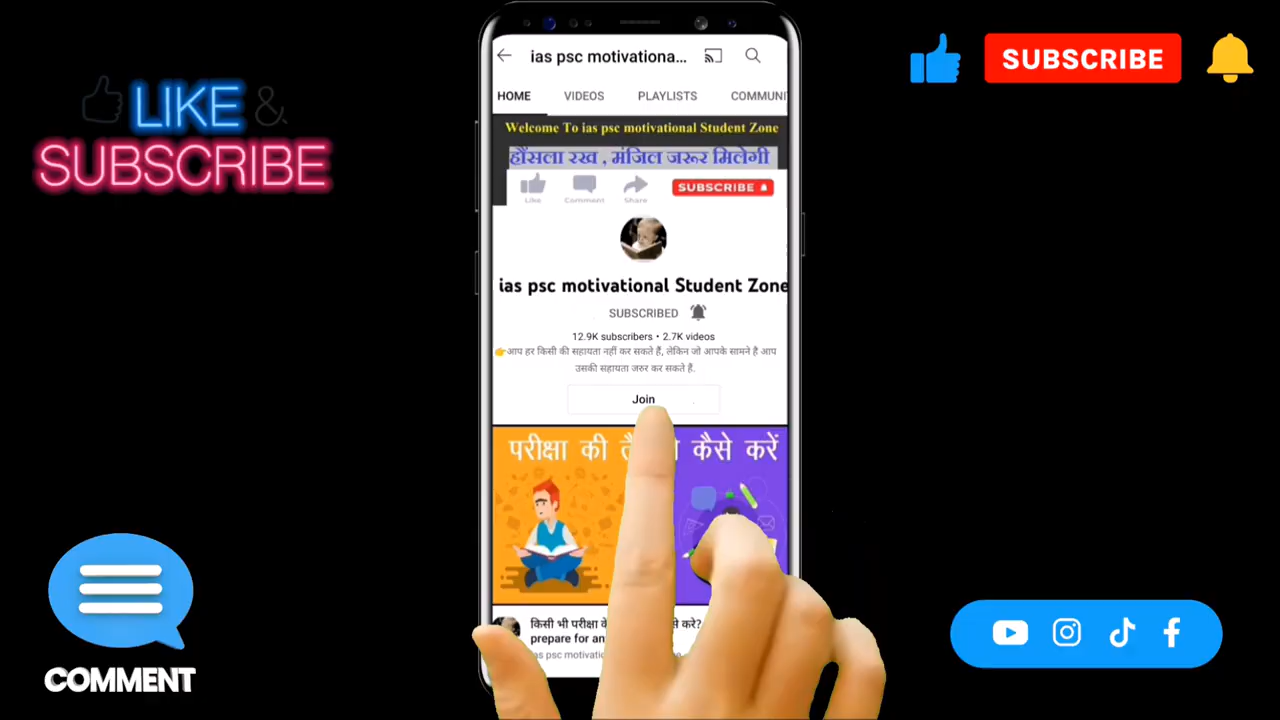 LIKE &
SUBSCRIBE
SUBSCRIBE
ias psc motivationa...
HOME VIDEOS PLAYLISTS COMMUNI
Welcome To ias psc motivational Student Zone
हौंसला रख , मंजिल जरूर मिलेगी
Like Comment Share SUBSCRIBE
ias psc motivational Student Zone
SUBSCRIBED
12.9K subscribers • 2.7K videos
👉आप हर किसी की सहायता नहीं कर सकते हैं, लेकिन जो आपके सामने है आप
उसकी सहायता जरुर कर सकते है.
Join
परीक्षा की कैसे करें
किसी भी परीक्षा करे?
prepare for
ias psc
COMMENT